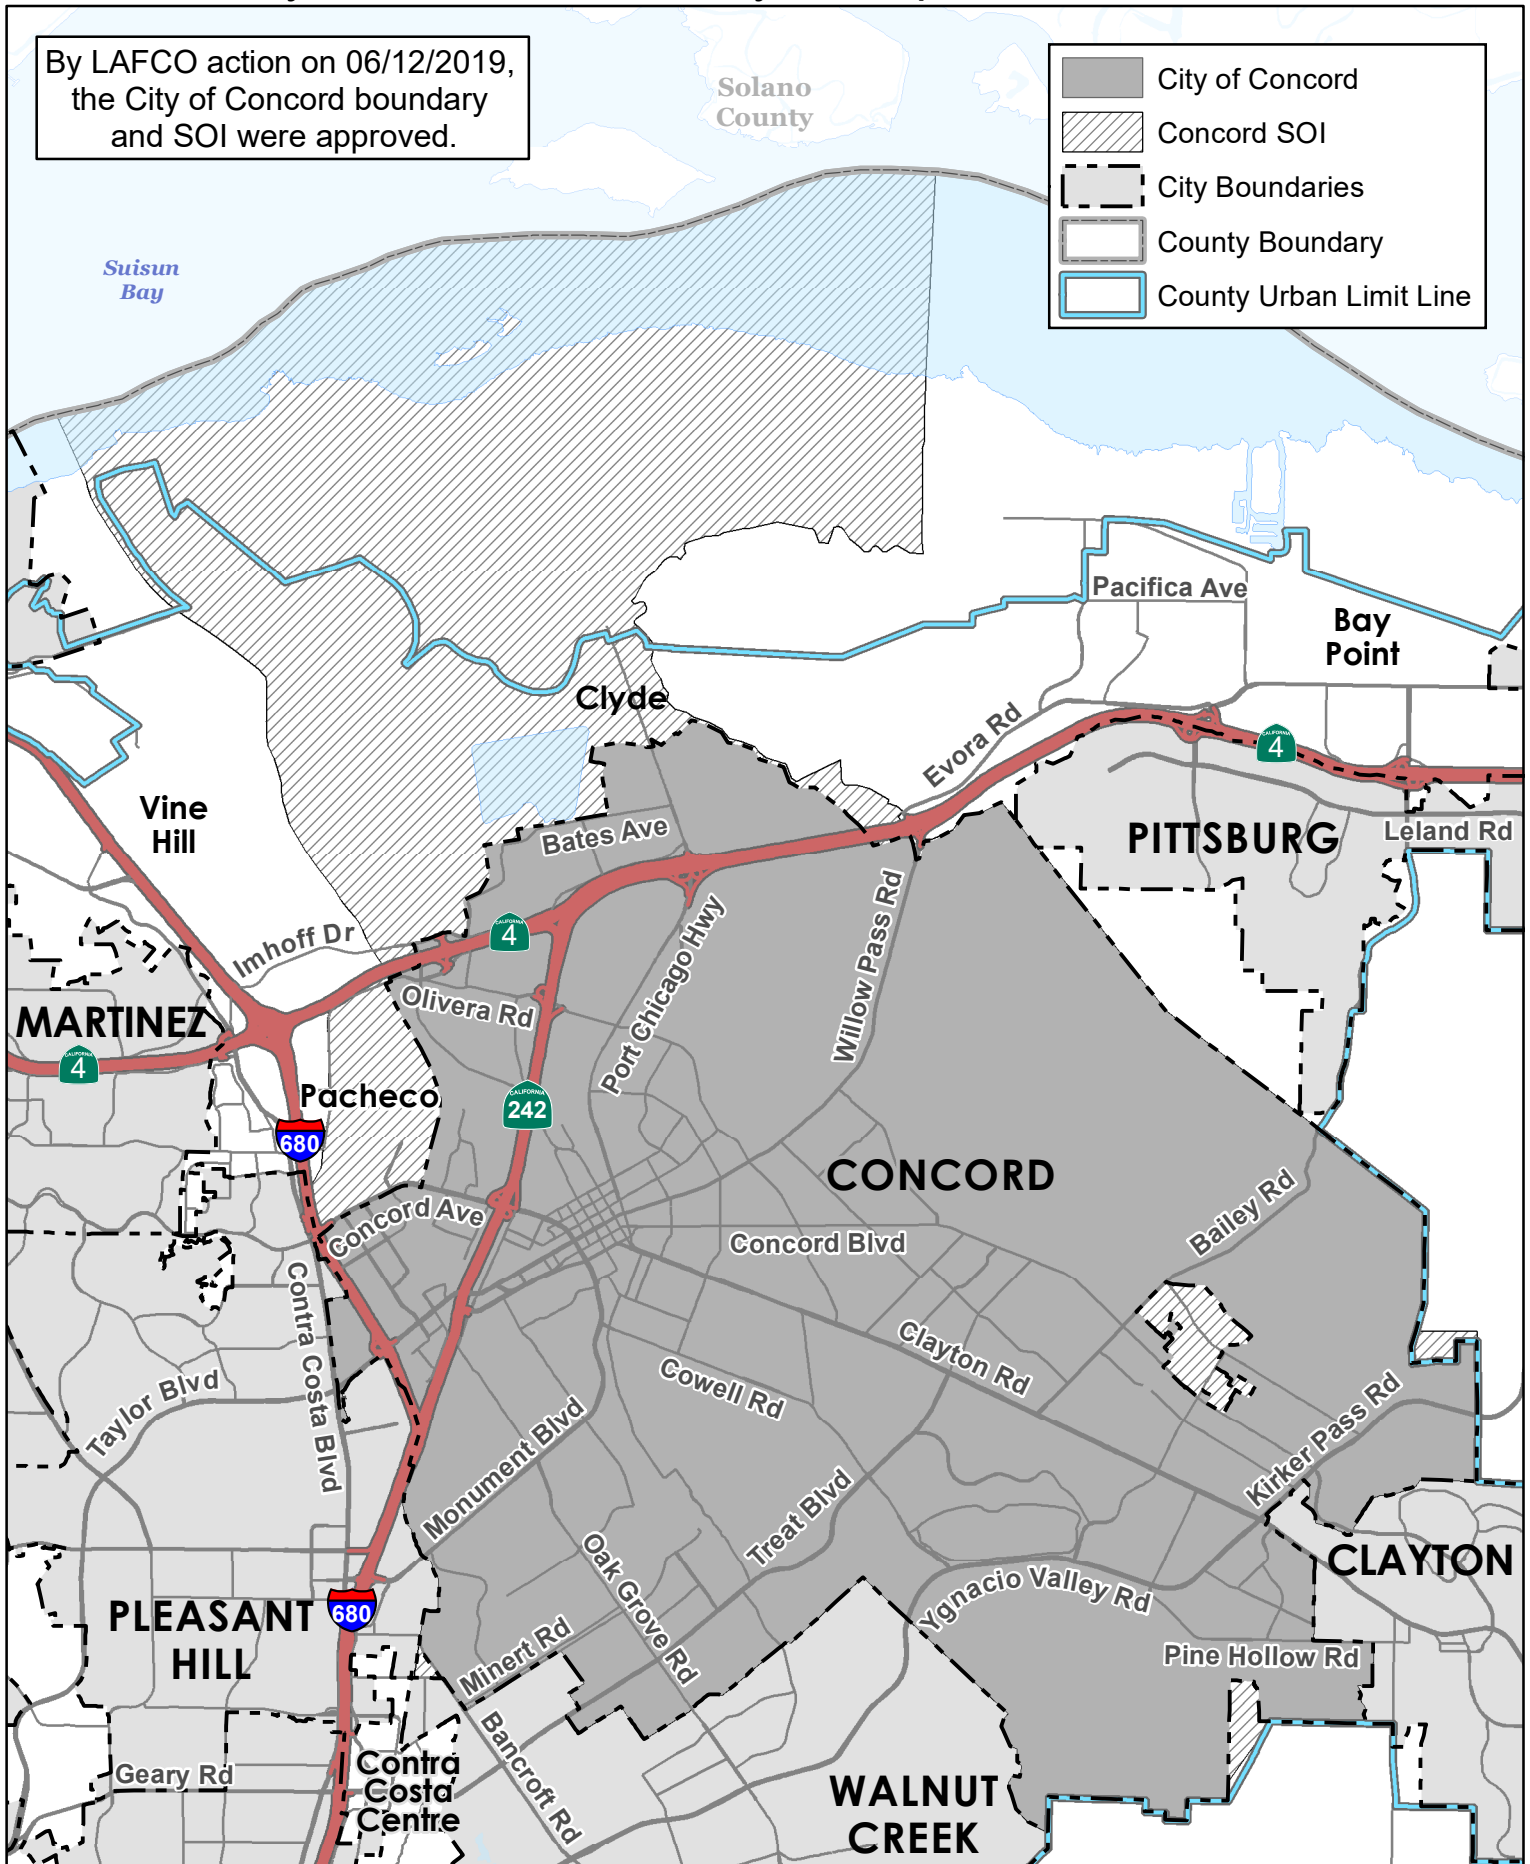 By LAFCO action on 06/12/2019,
the City of Concord boundary
and SOI were approved.
City of Concord
Concord SOI
City Boundaries
County Boundary
County Urban Limit Line
Solano
County
Suisun
Bay
Pacifica Ave
Bay
Point
Clyde
Evora Rd
CALIFORNIA
4
Vine
Hill
Bates Ave
PITTSBURG
Leland Rd
Imhoff Dr
CALIFORNIA
4
Willow Pass Rd
Port Chicago Hwy
Olivera Rd
MARTINEZ
CALIFORNIA
4
Pacheco
CALIFORNIA
242
680
CONCORD
Concord Ave
Concord Blvd
Bailey Rd
Contra Costa Blvd
Taylor Blvd
Clayton Rd
Cowell Rd
Kirker Pass Rd
Monument Blvd
Treat Blvd
Oak Grove Rd
CLAYTON
Ygnacio Valley Rd
PLEASANT
HILL
680
Minert Rd
Pine Hollow Rd
Bancroft Rd
Geary Rd
Contra
Costa
Centre
WALNUT
CREEK